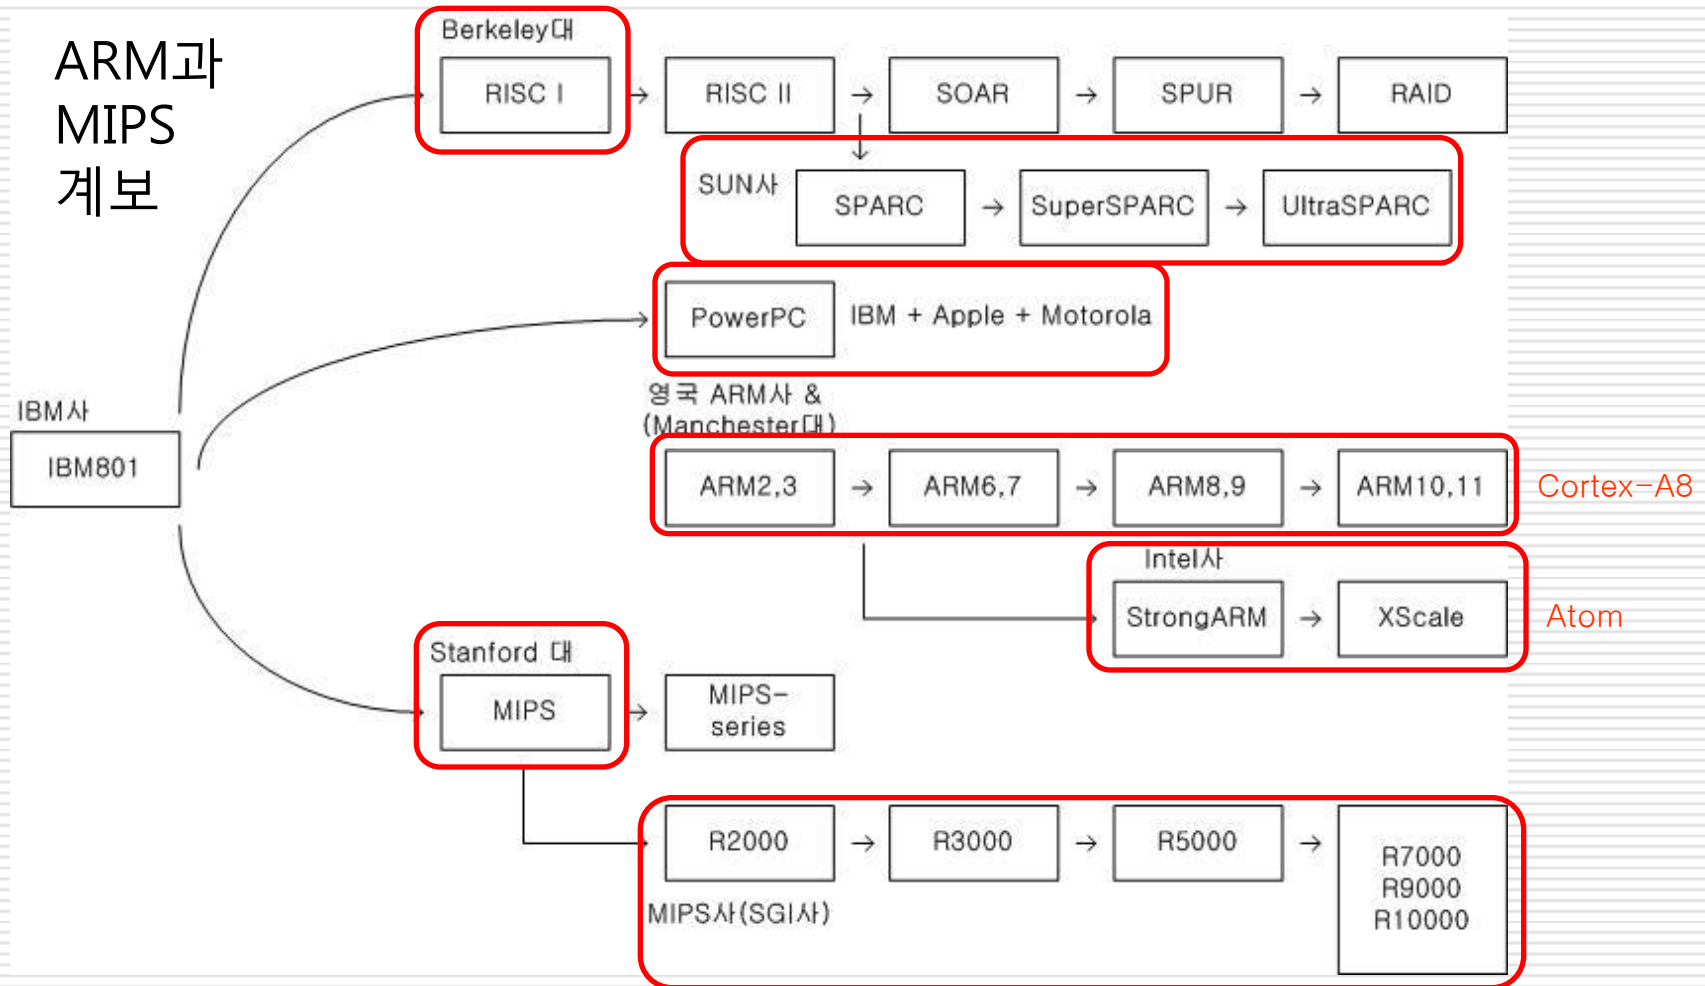 ARM과
MIPS
계보
Berkeley대
RISC I
RISC II
SOAR
SPUR
RAID
SUN사
SPARC
SuperSPARC
UltraSPARC
PowerPC
IBM + Apple + Motorola
영국 ARM사 &
(Manchester대)
IBM사
IBM801
ARM2,3
ARM6,7
ARM8,9
ARM10,11
Cortex-A8
Intel사
StrongARM
XScale
Atom
Stanford 대
MIPS
MIPS-
series
R2000
R3000
R5000
R7000
R9000
R10000
MIPS사(SGI사)